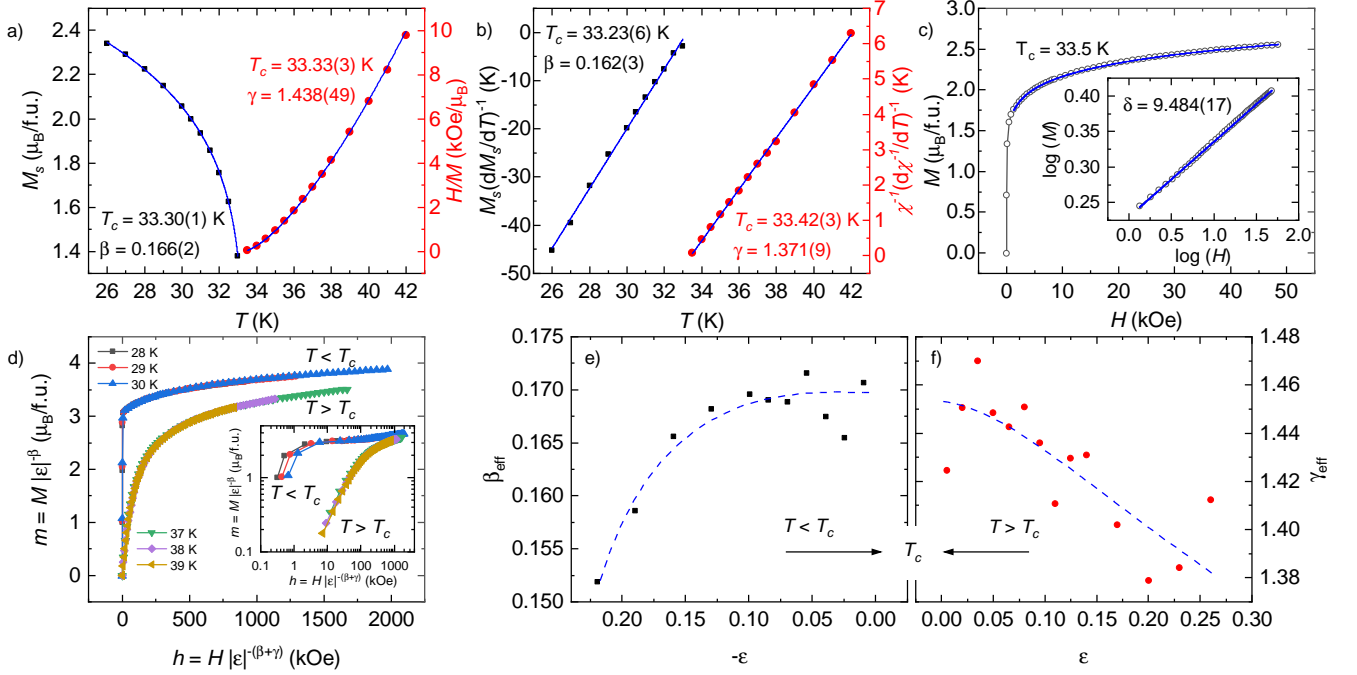 a)
T_c = 33.33(3) K
γ = 1.438(49)
T_c = 33.30(1) K
β = 0.166(2)
M_s (μ_B/f.u.)
2.4
2.2
2.0
1.8
1.6
1.4
H/M (kOe/μ_B)
10
8
6
4
2
0
26 28 30 32 34 36 38 40 42
T (K)
b)
T_c = 33.23(6) K
β = 0.162(3)
T_c = 33.42(3) K
γ = 1.371(9)
M_s(dM_s/dT)^-1 (K)
0
-10
-20
-30
-40
-50
χ^-1(dχ^-1/dT)^-1 (K)
7
6
5
4
3
2
1
0
26 28 30 32 34 36 38 40 42
T (K)
c)
T_c = 33.5 K
M (μ_B/f.u.)
3.0
2.5
2.0
1.5
1.0
0.5
0.0
0 10 20 30 40 50
H (kOe)
δ = 9.484(17)
log (M)
0.40
0.35
0.30
0.25
0.0 0.5 1.0 1.5 2.0
log (H)
d)
28 K
29 K
30 K
T < T_c
T > T_c
37 K
38 K
39 K
m = M |ε|^-β (μ_B/f.u.)
4
3
2
1
0
0 500 1000 1500 2000
h = H |ε|^-(β+γ) (kOe)
m = M |ε|^-β (μ_B/f.u.)
1
0.1
T < T_c
T > T_c
0.1 1 10 100 1000
h = H |ε|^-(β+γ) (kOe)
e)
β_eff
0.175
0.170
0.165
0.160
0.155
0.150
T < T_c
T_c
0.20 0.15 0.10 0.05 0.00
-ε
f)
T > T_c
γ_eff
1.48
1.46
1.44
1.42
1.40
1.38
0.00 0.05 0.10 0.15 0.20 0.25 0.30
ε